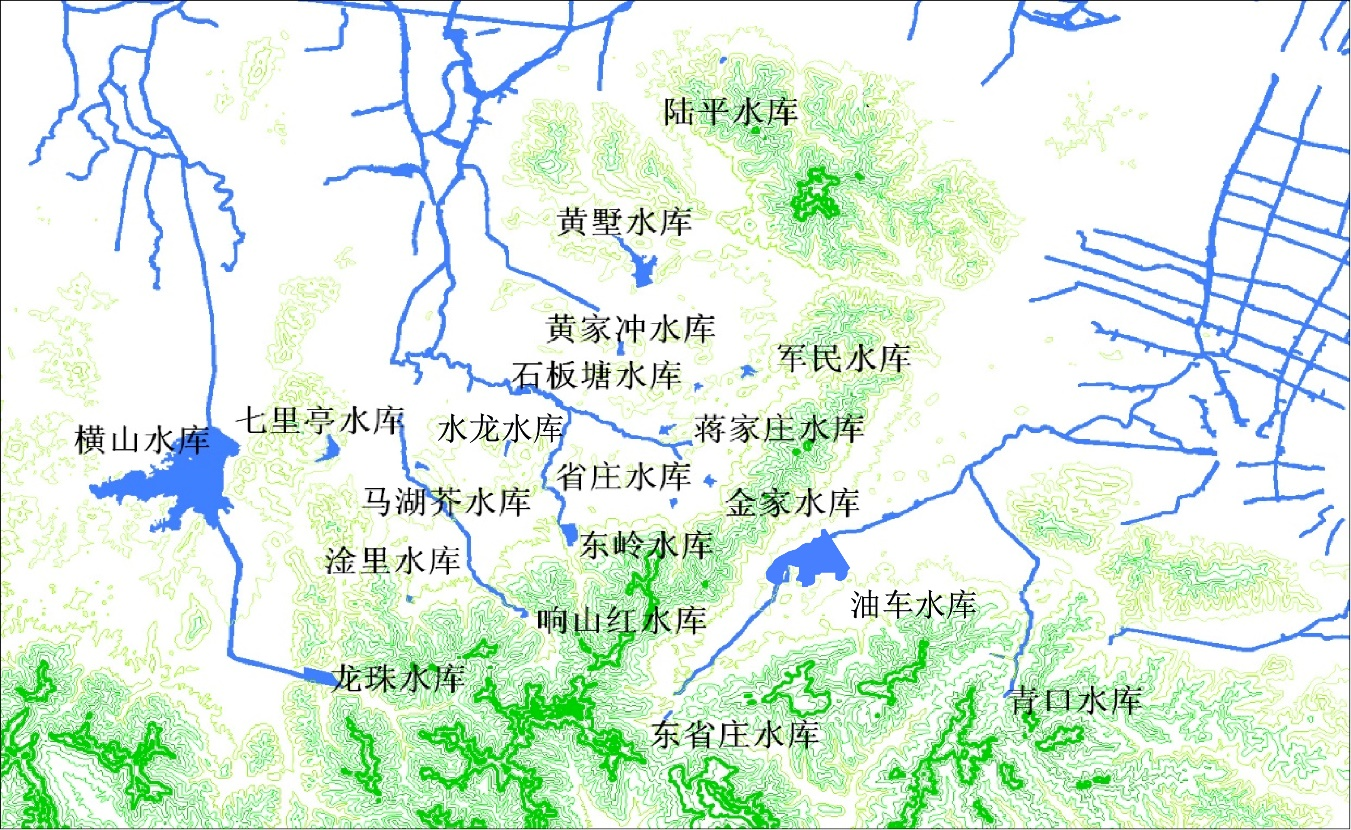 陆平水库
黄墅水库
黄家冲水库
军民水库
石板塘水库
七里亭水库
水龙水库
蒋家庄水库
横山水库
省庄水库
马湖芥水库
金家水库
东岭水库
淦里水库
油车水库
响山红水库
龙珠水库
青口水库
东省庄水库